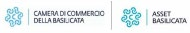 CAMERA DI COMMERCIO
DELLA BASILICATA
ASSET
BASILICATA